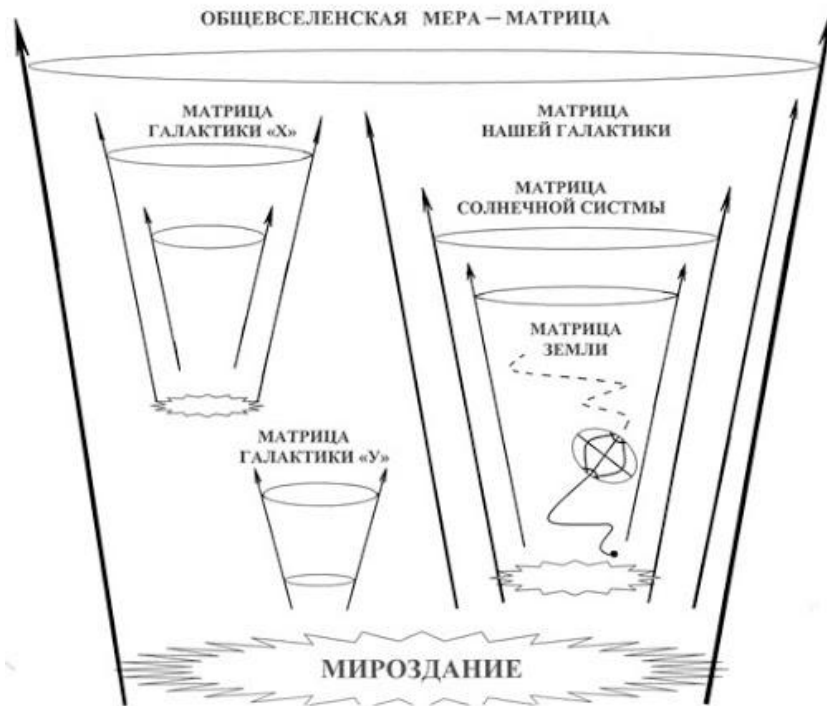 ОБЩЕВСЕЛЕНСКАЯ МЕРА – МАТРИЦА
МАТРИЦА
ГАЛАКТИКИ «Х»
МАТРИЦА
НАШЕЙ ГАЛАКТИКИ
МАТРИЦА
СОЛНЕЧНОЙ СИСТМЫ
МАТРИЦА
ЗЕМЛИ
МАТРИЦА
ГАЛАКТИКИ «У»
МИРОЗДАНИЕ